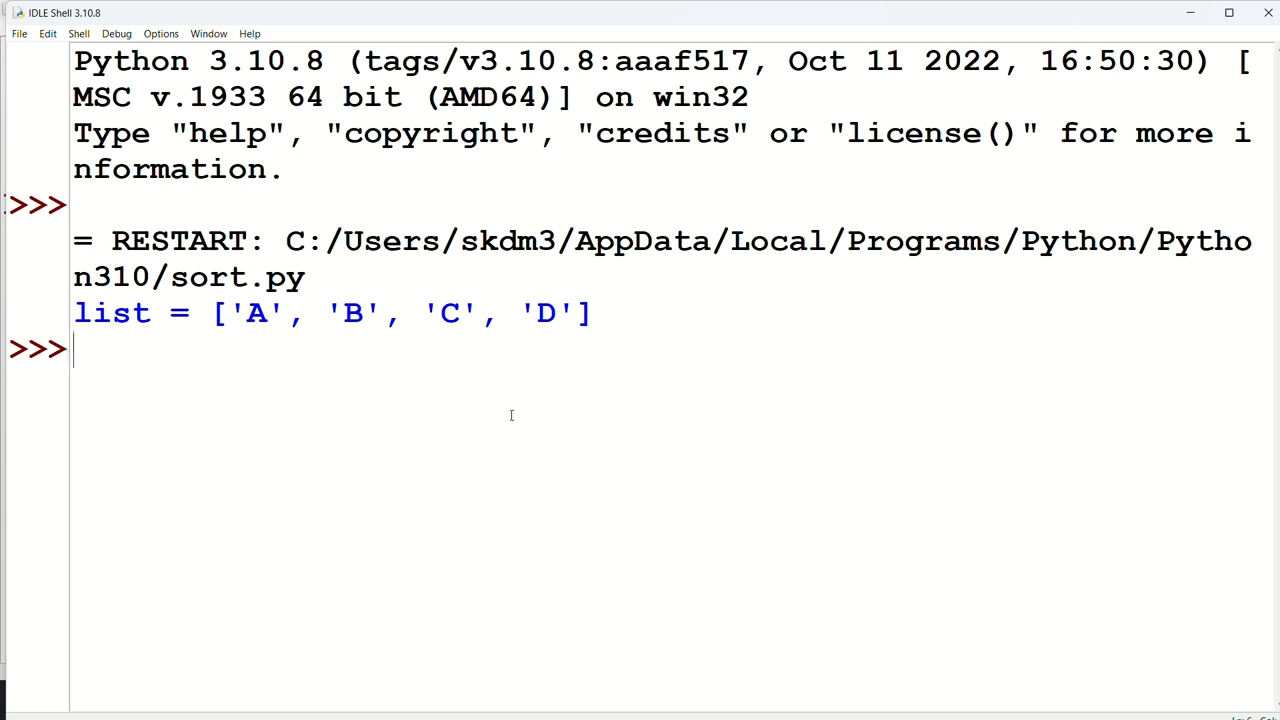 IDLE Shell 3.10.8
File Edit Shell Debug Options Window Help
Python 3.10.8 (tags/v3.10.8:aaaf517, Oct 11 2022, 16:50:30) [
MSC v.1933 64 bit (AMD64)] on win32
Type "help", "copyright", "credits" or "license()" for more i
nformation.
>>>
= RESTART: C:/Users/skdm3/AppData/Local/Programs/Python/Pytho
n310/sort.py
list = ['A', 'B', 'C', 'D']
>>>